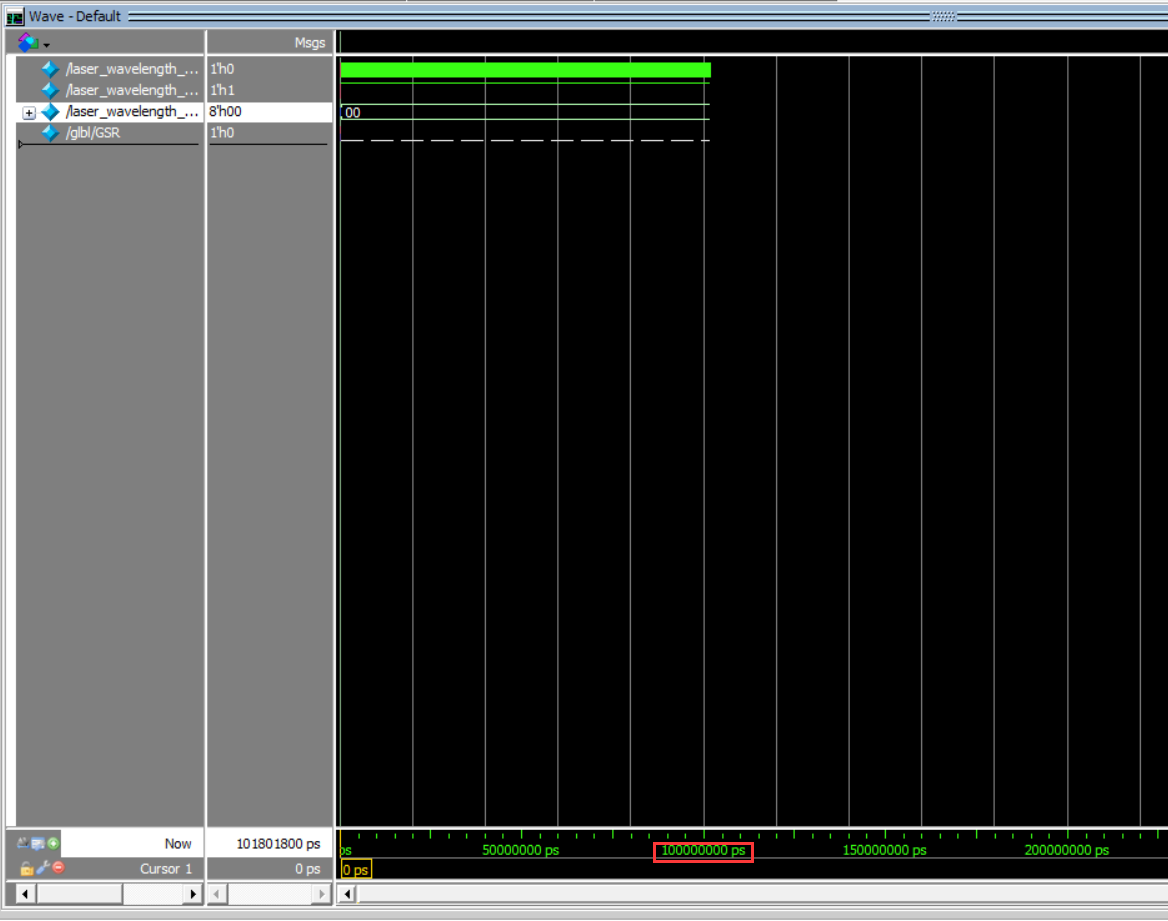 Wave - Default
Msgs
/laser_wavelength_... 1'h0
/laser_wavelength_... 1'h1
/laser_wavelength_... 8'h00 00
/glbl/GSR 1'h0
Now 101801800 ps ps 50000000 ps 100000000 ps 150000000 ps 200000000 ps
Cursor 1 0 ps 0 ps